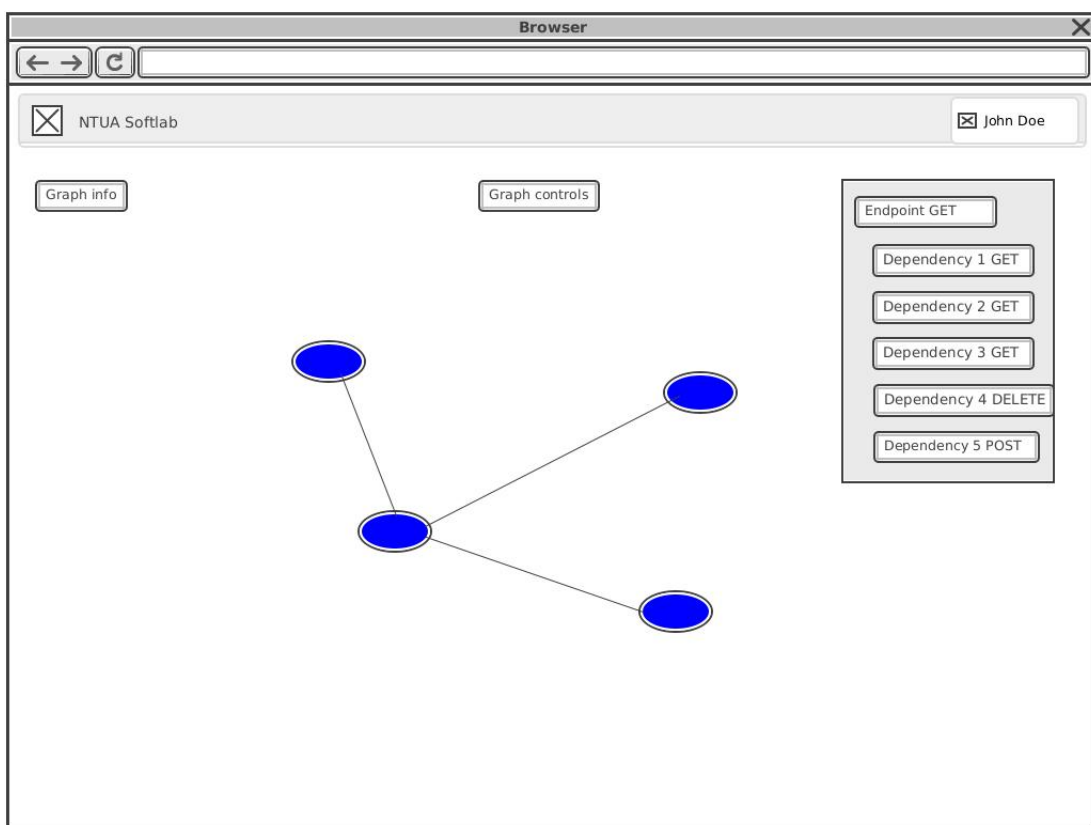 Browser
NTUA Softlab
John Doe
Graph info
Graph controls
Endpoint GET
Dependency 1 GET
Dependency 2 GET
Dependency 3 GET
Dependency 4 DELETE
Dependency 5 POST